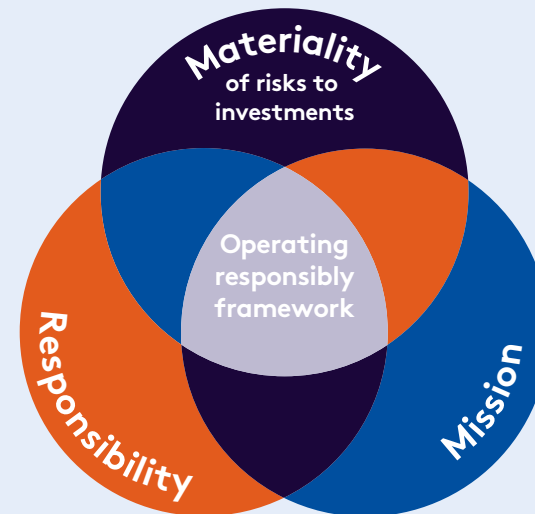 Materiality
of risks to
investments
Operating
responsibly
framework
Responsibility
Mission